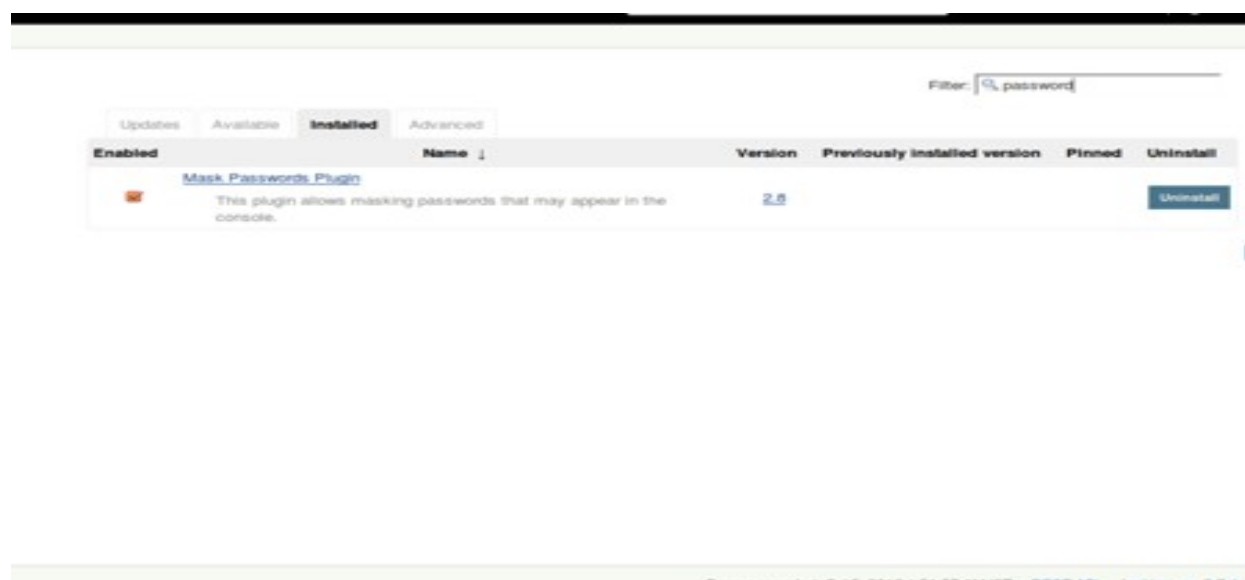 Filter: password
Updates Available Installed Advanced
Enabled Name ↓ Version Previously installed version Pinned Uninstall
Mask Passwords Plugin
This plugin allows masking passwords that may appear in the console.
2.8
Uninstall